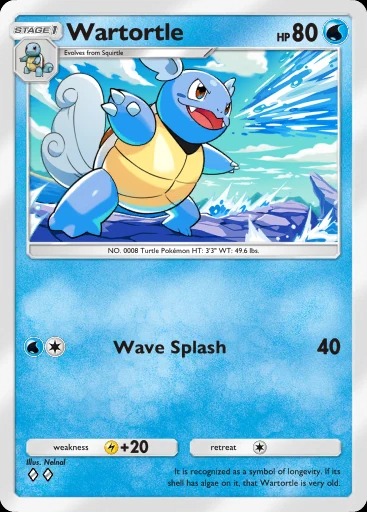 STAGE 1
Wartortle
HP 80
Evolves from Squirtle
NO. 0008 Turtle Pokémon HT: 3'3" WT: 49.6 lbs.
Wave Splash 40
weakness +20 retreat
Illus. Nelnal
It is recognized as a symbol of longevity. If its
shell has algae on it, that Wartortle is very old.